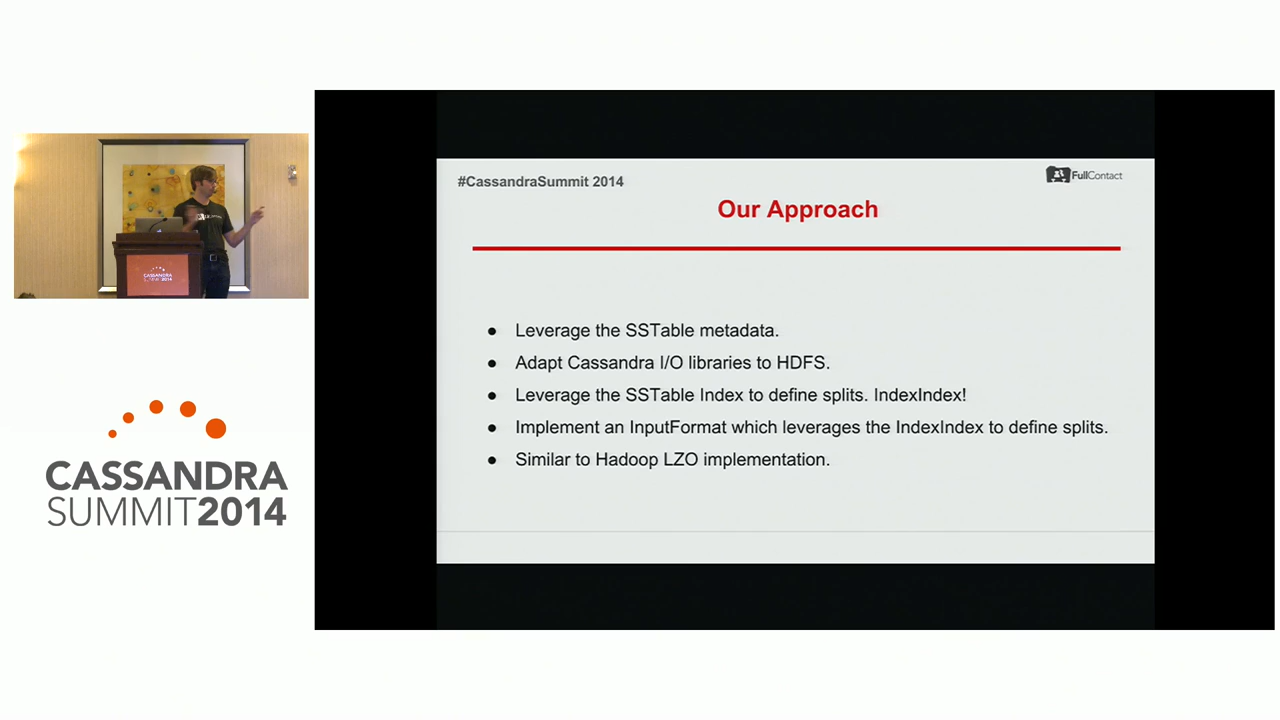 #CassandraSummit 2014
FullContact
Our Approach
● Leverage the SSTable metadata.
● Adapt Cassandra I/O libraries to HDFS.
● Leverage the SSTable Index to define splits. IndexIndex!
● Implement an InputFormat which leverages the IndexIndex to define splits.
● Similar to Hadoop LZO implementation.
CASSANDRA
SUMMIT 2014
CASSANDRA
SUMMIT2014